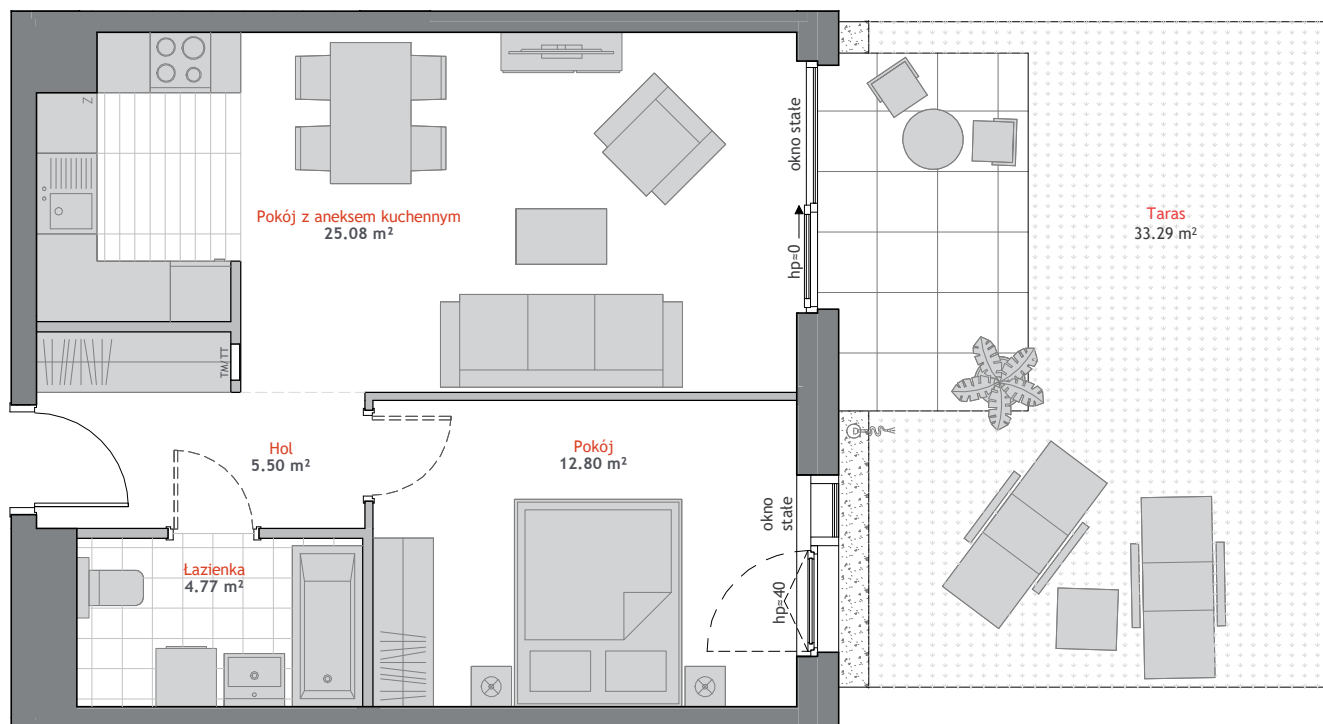 Z
okno stałe
Pokój z aneksem kuchennym
25.08 m²
Taras
33.29 m²
hp≈0
TM/TT
Hol
5.50 m²
Pokój
12.80 m²
okno
stałe
Łazienka
4.77 m²
hp≈40